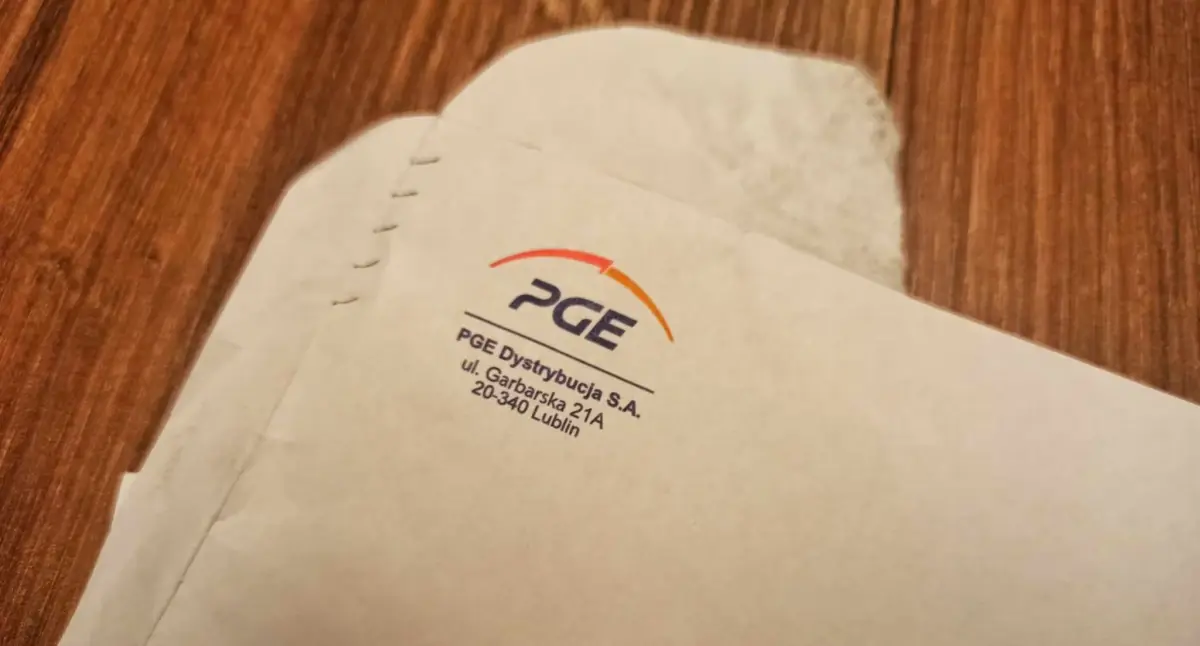 PGE
PGE Dystrybucja S.A.
ul. Garbarska 21A
20-340 Lublin